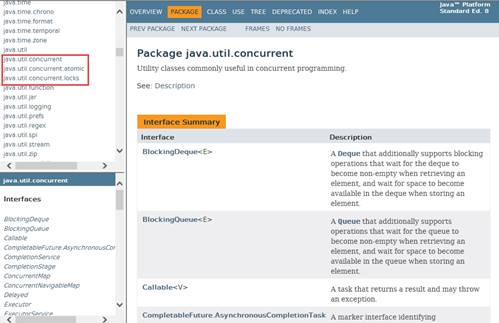 java.time
java.time.chrono
java.time.format
java.time.temporal
java.time.zone
java.util
java.util.concurrent
java.util.concurrent.atomic
java.util.concurrent.locks
java.util.function
java.util.jar
java.util.logging
java.util.prefs
java.util.regex
java.util.spi
java.util.stream
java.util.zip
java.util.concurrent
Interfaces
BlockingDeque
BlockingQueue
Callable
CompletableFuture.AsynchronousCor
CompletionService
CompletionStage
ConcurrentMap
ConcurrentNavigableMap
Delayed
Executor
ExecutorService
OVERVIEW PACKAGE CLASS USE TREE DEPRECATED INDEX HELP
Java™ Platform
Standard Ed. 8
PREV PACKAGE NEXT PACKAGE FRAMES NO FRAMES
Package java.util.concurrent
Utility classes commonly useful in concurrent programming.
See: Description
Interface Summary
Interface Description
BlockingDeque<E> A Deque that additionally supports blocking
operations that wait for the deque to
become non-empty when retrieving an
element, and wait for space to become
available in the deque when storing an
element.
BlockingQueue<E> A Queue that additionally supports
operations that wait for the queue to
become non-empty when retrieving an
element, and wait for space to become
available in the queue when storing an
element.
Callable<V> A task that returns a result and may throw
an exception.
CompletableFuture.AsynchronousCompletionTask A marker interface identifying